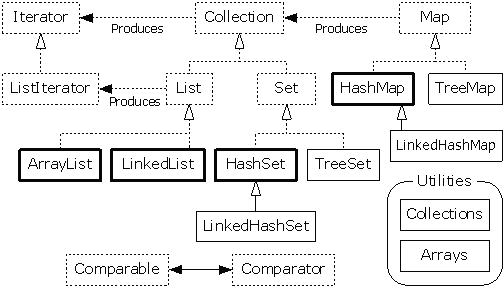 Iterator
Produces
Collection
Produces
Map
ListIterator
Produces
List
Set
HashMap
TreeMap
ArrayList
LinkedList
HashSet
TreeSet
LinkedHashMap
Utilities
Collections
Arrays
LinkedHashSet
Comparable
Comparator